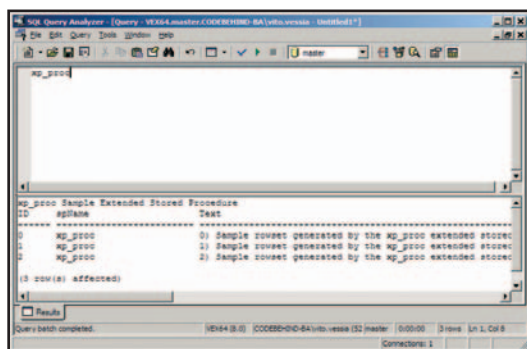 SQL Query Analyzer - [Query - VEX64.master.CODEBEHIND-BA\vito.vessia - Untitled1*]
File Edit Query Tools Window Help
master
xp_proc
xp_proc Sample Extended Stored Procedure
ID spName Text
0 xp_proc 0) Sample rowset generated by the xp_proc extended stored
1 xp_proc 1) Sample rowset generated by the xp_proc extended stored
2 xp_proc 2) Sample rowset generated by the xp_proc extended stored
(3 row(s) affected)
Results
Query batch completed. VEX64 (8.0) CODEBEHIND-BA\vito.vessia (52 master 0:00:00 3 rows Ln 1, Col 8
Connections: 1